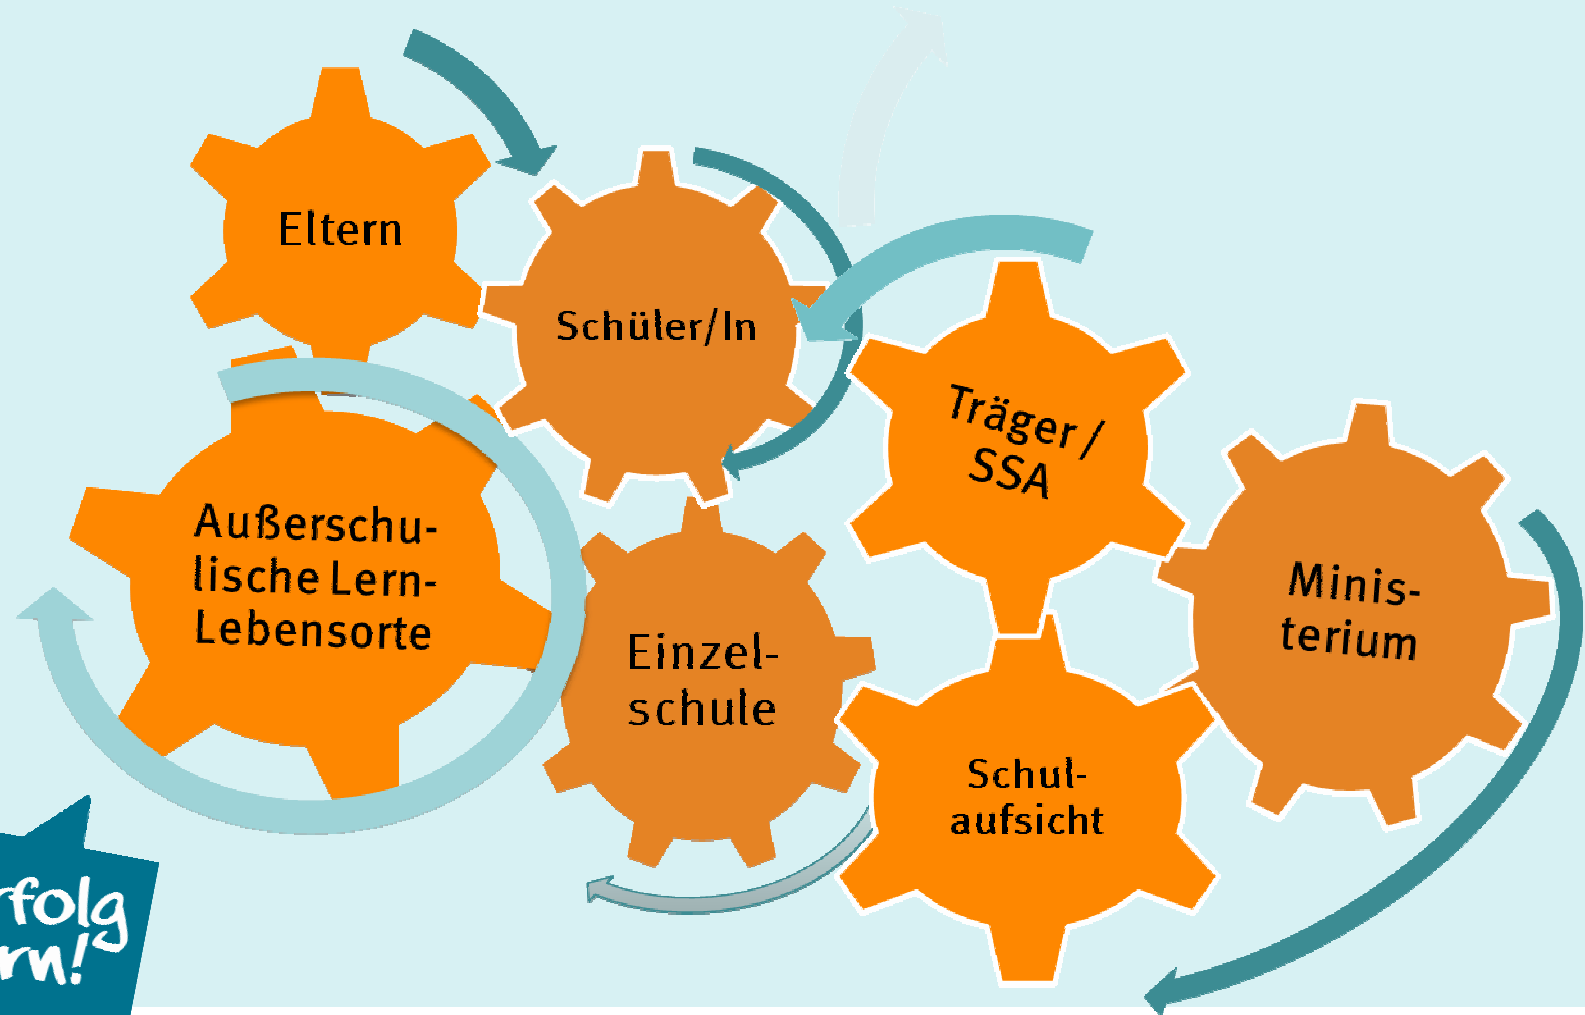 Eltern
Schüler/In
Träger /
SSA
Außerschu-
lische Lern-
Lebensorte
Minis-
terium
Einzel-
schule
Schul-
aufsicht
rfolg
rn!